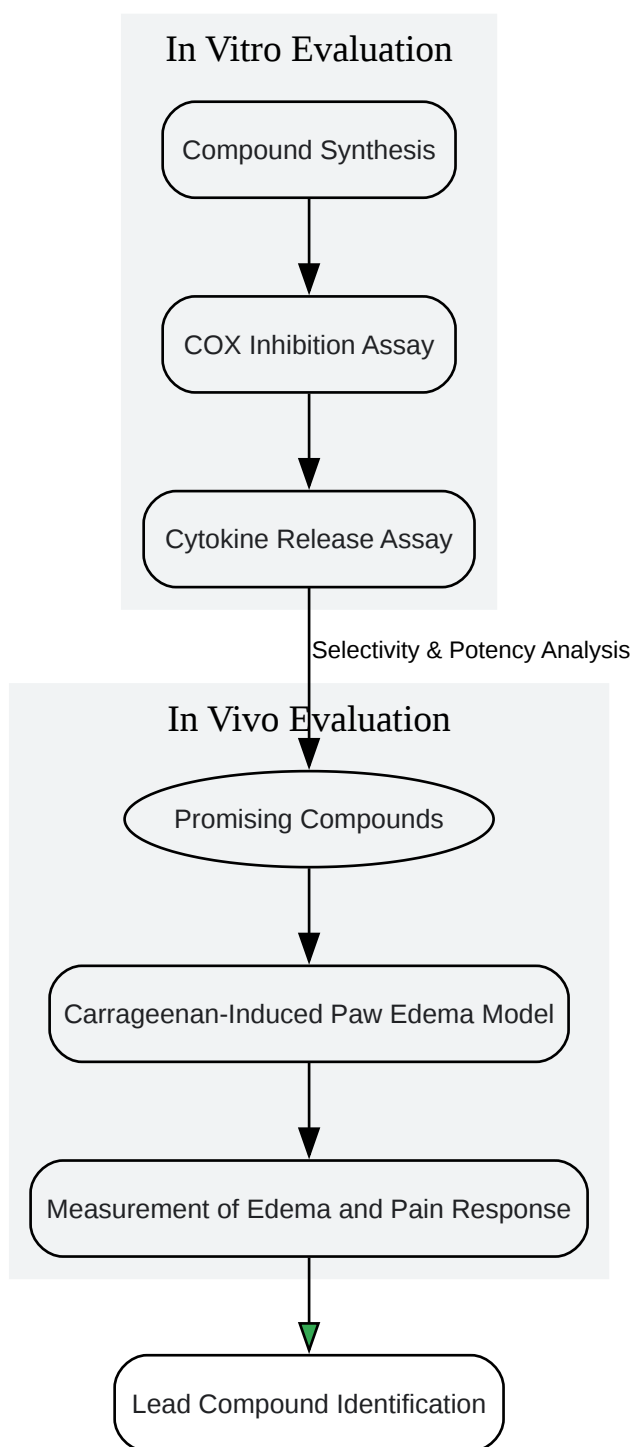 In Vitro Evaluation
Compound Synthesis
COX Inhibition Assay
Cytokine Release Assay
Selectivity & Potency Analysis
In Vivo Evaluation
Promising Compounds
Carrageenan-Induced Paw Edema Model
Measurement of Edema and Pain Response
Lead Compound Identification